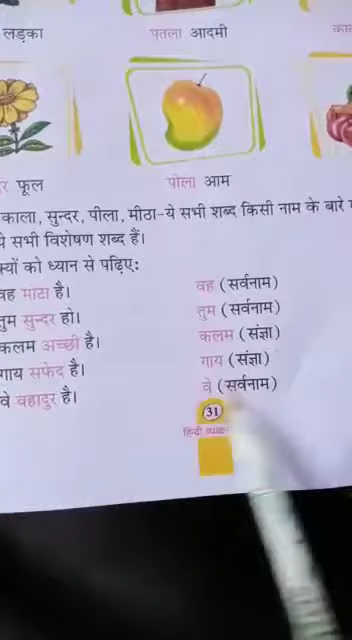 लड़का
पतला आदमी
फूल
पीला आम
काला, सुन्दर, पीला, मीठा-ये सभी शब्द किसी नाम के बारे
ये सभी विशेषण शब्द हैं।
को ध्यान से पढ़िए:
वह मोटा है।
वह (सर्वनाम)
तुम सुन्दर हो।
तुम (सर्वनाम)
कलम अच्छी है।
कलम (संज्ञा)
गाय सफेद है।
गाय (संज्ञा)
वे बहादुर है।
वे (सर्वनाम)
31
हिन्दी